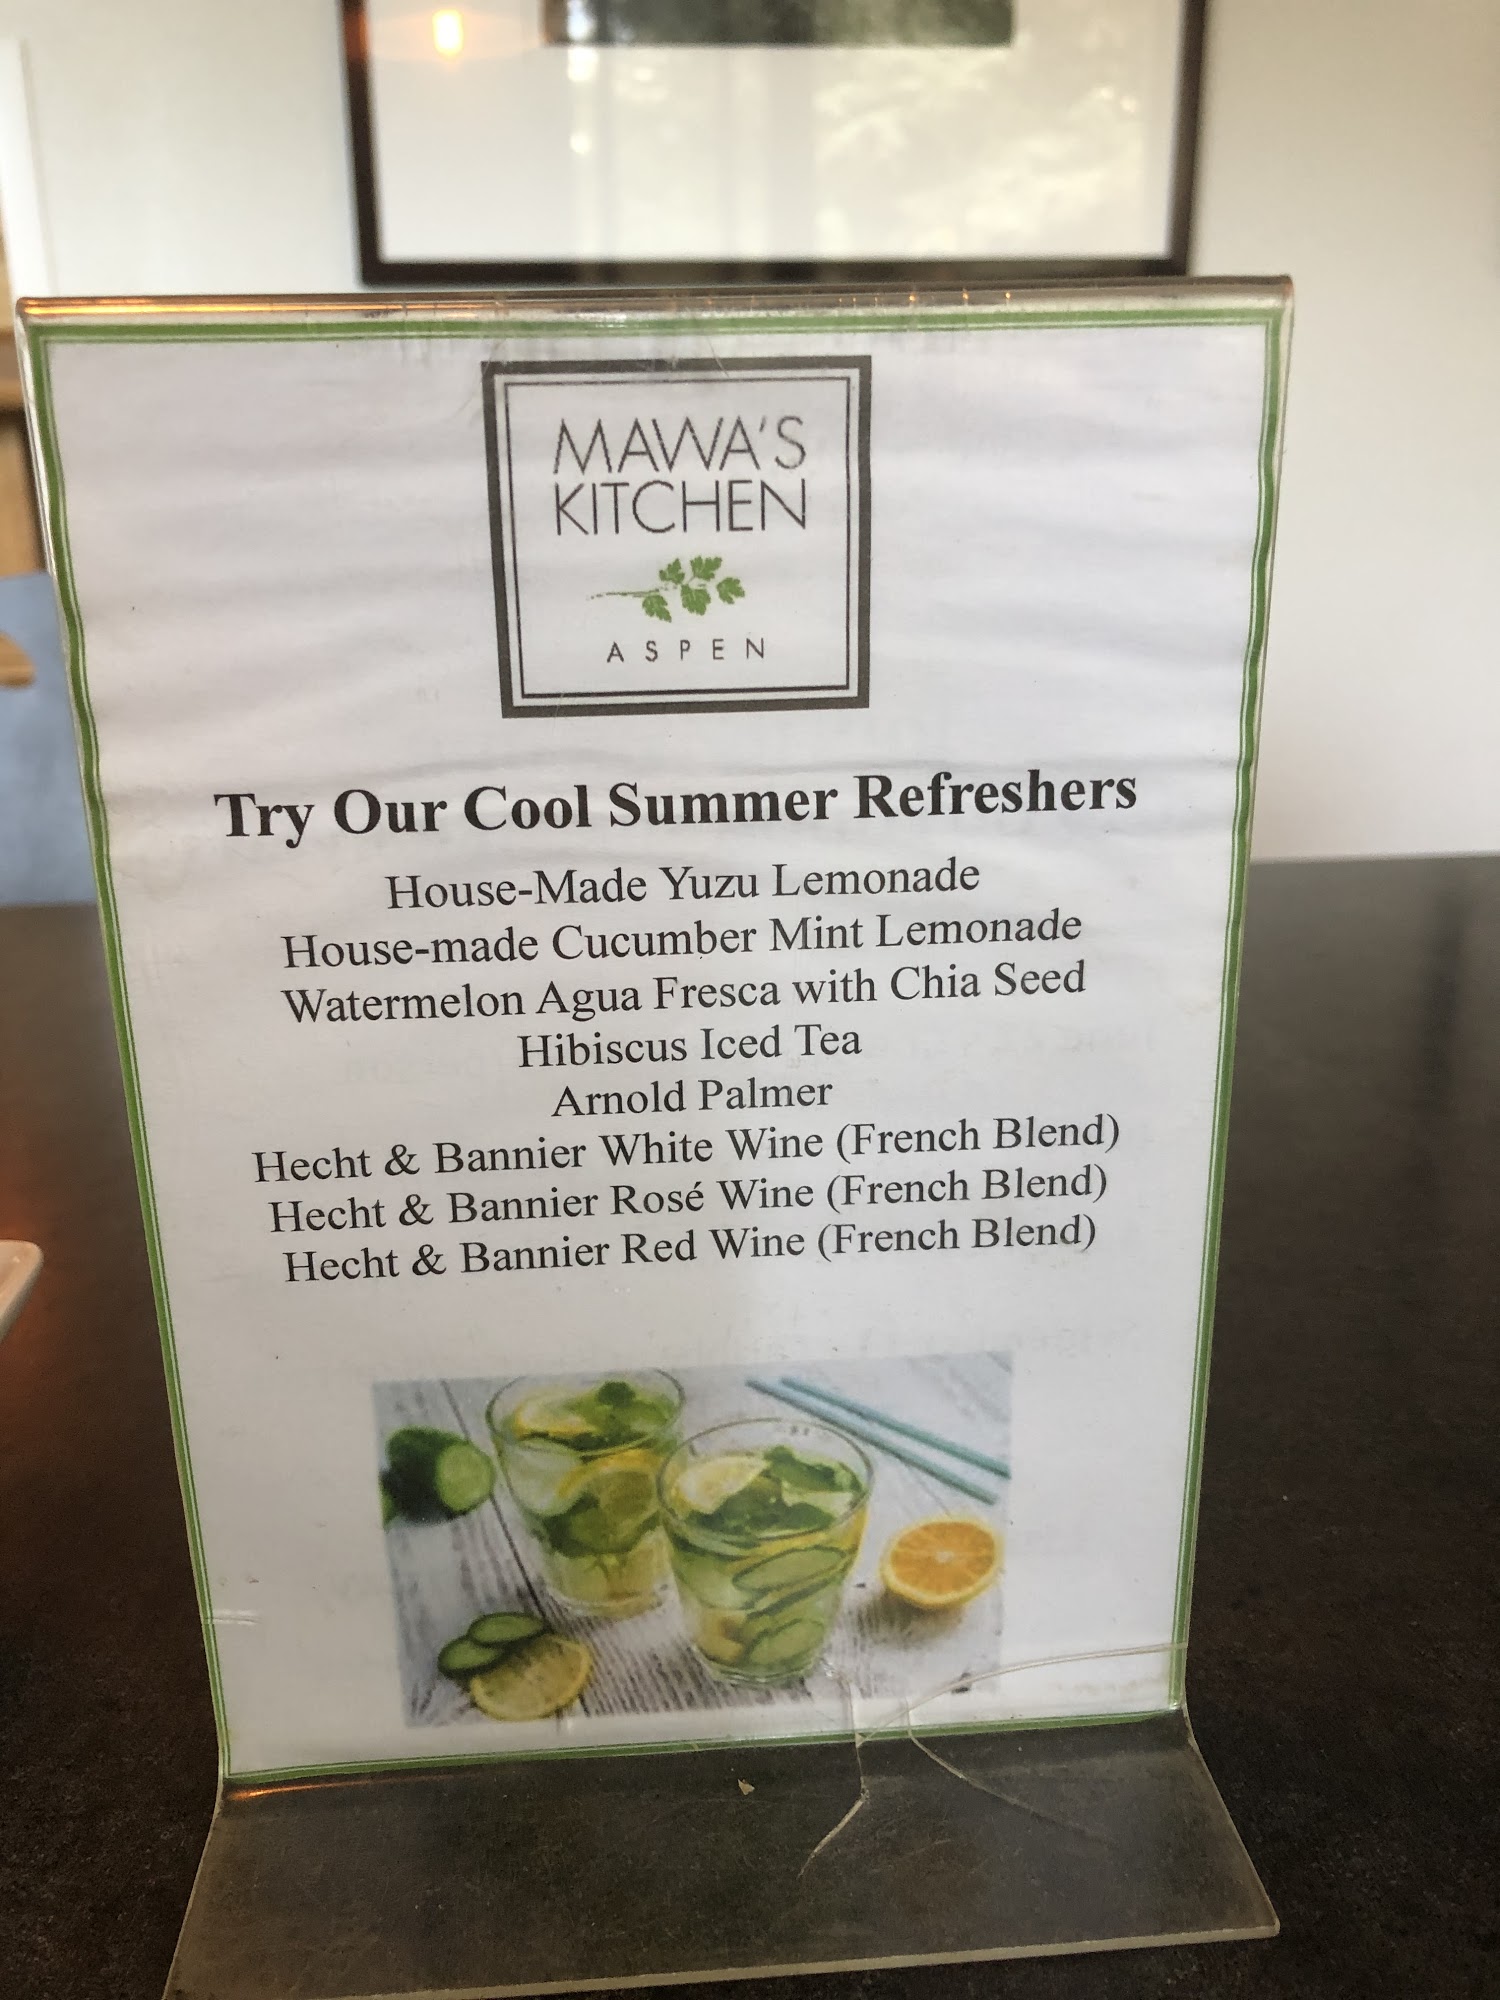 MAWA'S
KITCHEN
ASPEN
Try Our Cool Summer Refreshers
House-Made Yuzu Lemonade
House-made Cucumber Mint Lemonade
Watermelon Agua Fresca with Chia Seed
Hibiscus Iced Tea
Arnold Palmer
Hecht & Bannier White Wine (French Blend)
Hecht & Bannier Rosé Wine (French Blend)
Hecht & Bannier Red Wine (French Blend)